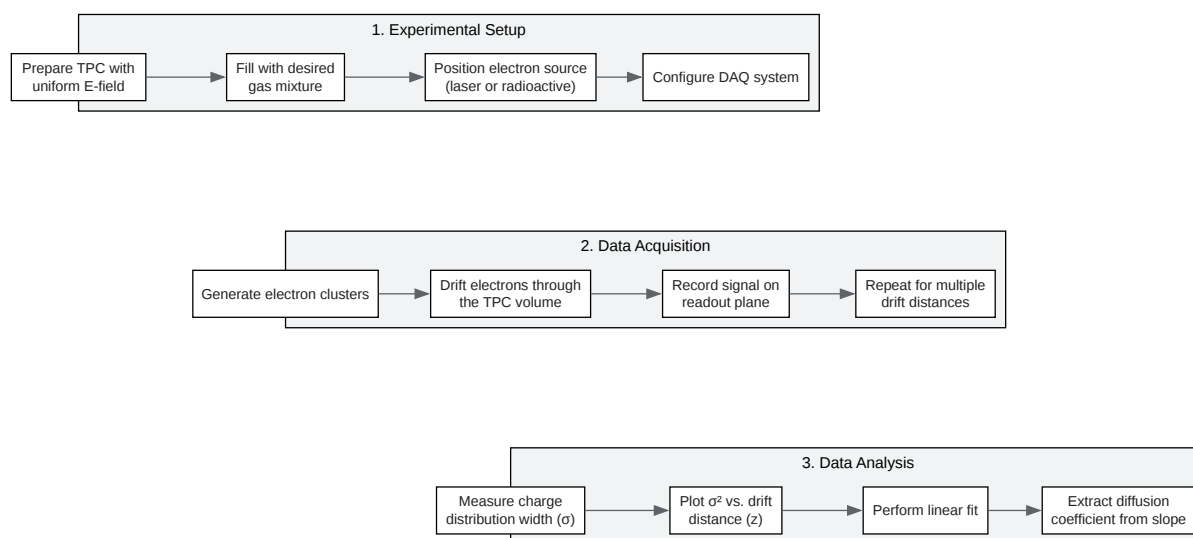 1. Experimental Setup
Prepare TPC with
uniform E-field
Fill with desired
gas mixture
Position electron source
(laser or radioactive)
Configure DAQ system
2. Data Acquisition
Generate electron clusters
Drift electrons through
the TPC volume
Record signal on
readout plane
Repeat for multiple
drift distances
3. Data Analysis
Measure charge
distribution width (σ)
Plot σ² vs. drift
distance (z)
Perform linear fit
Extract diffusion
coefficient from slope